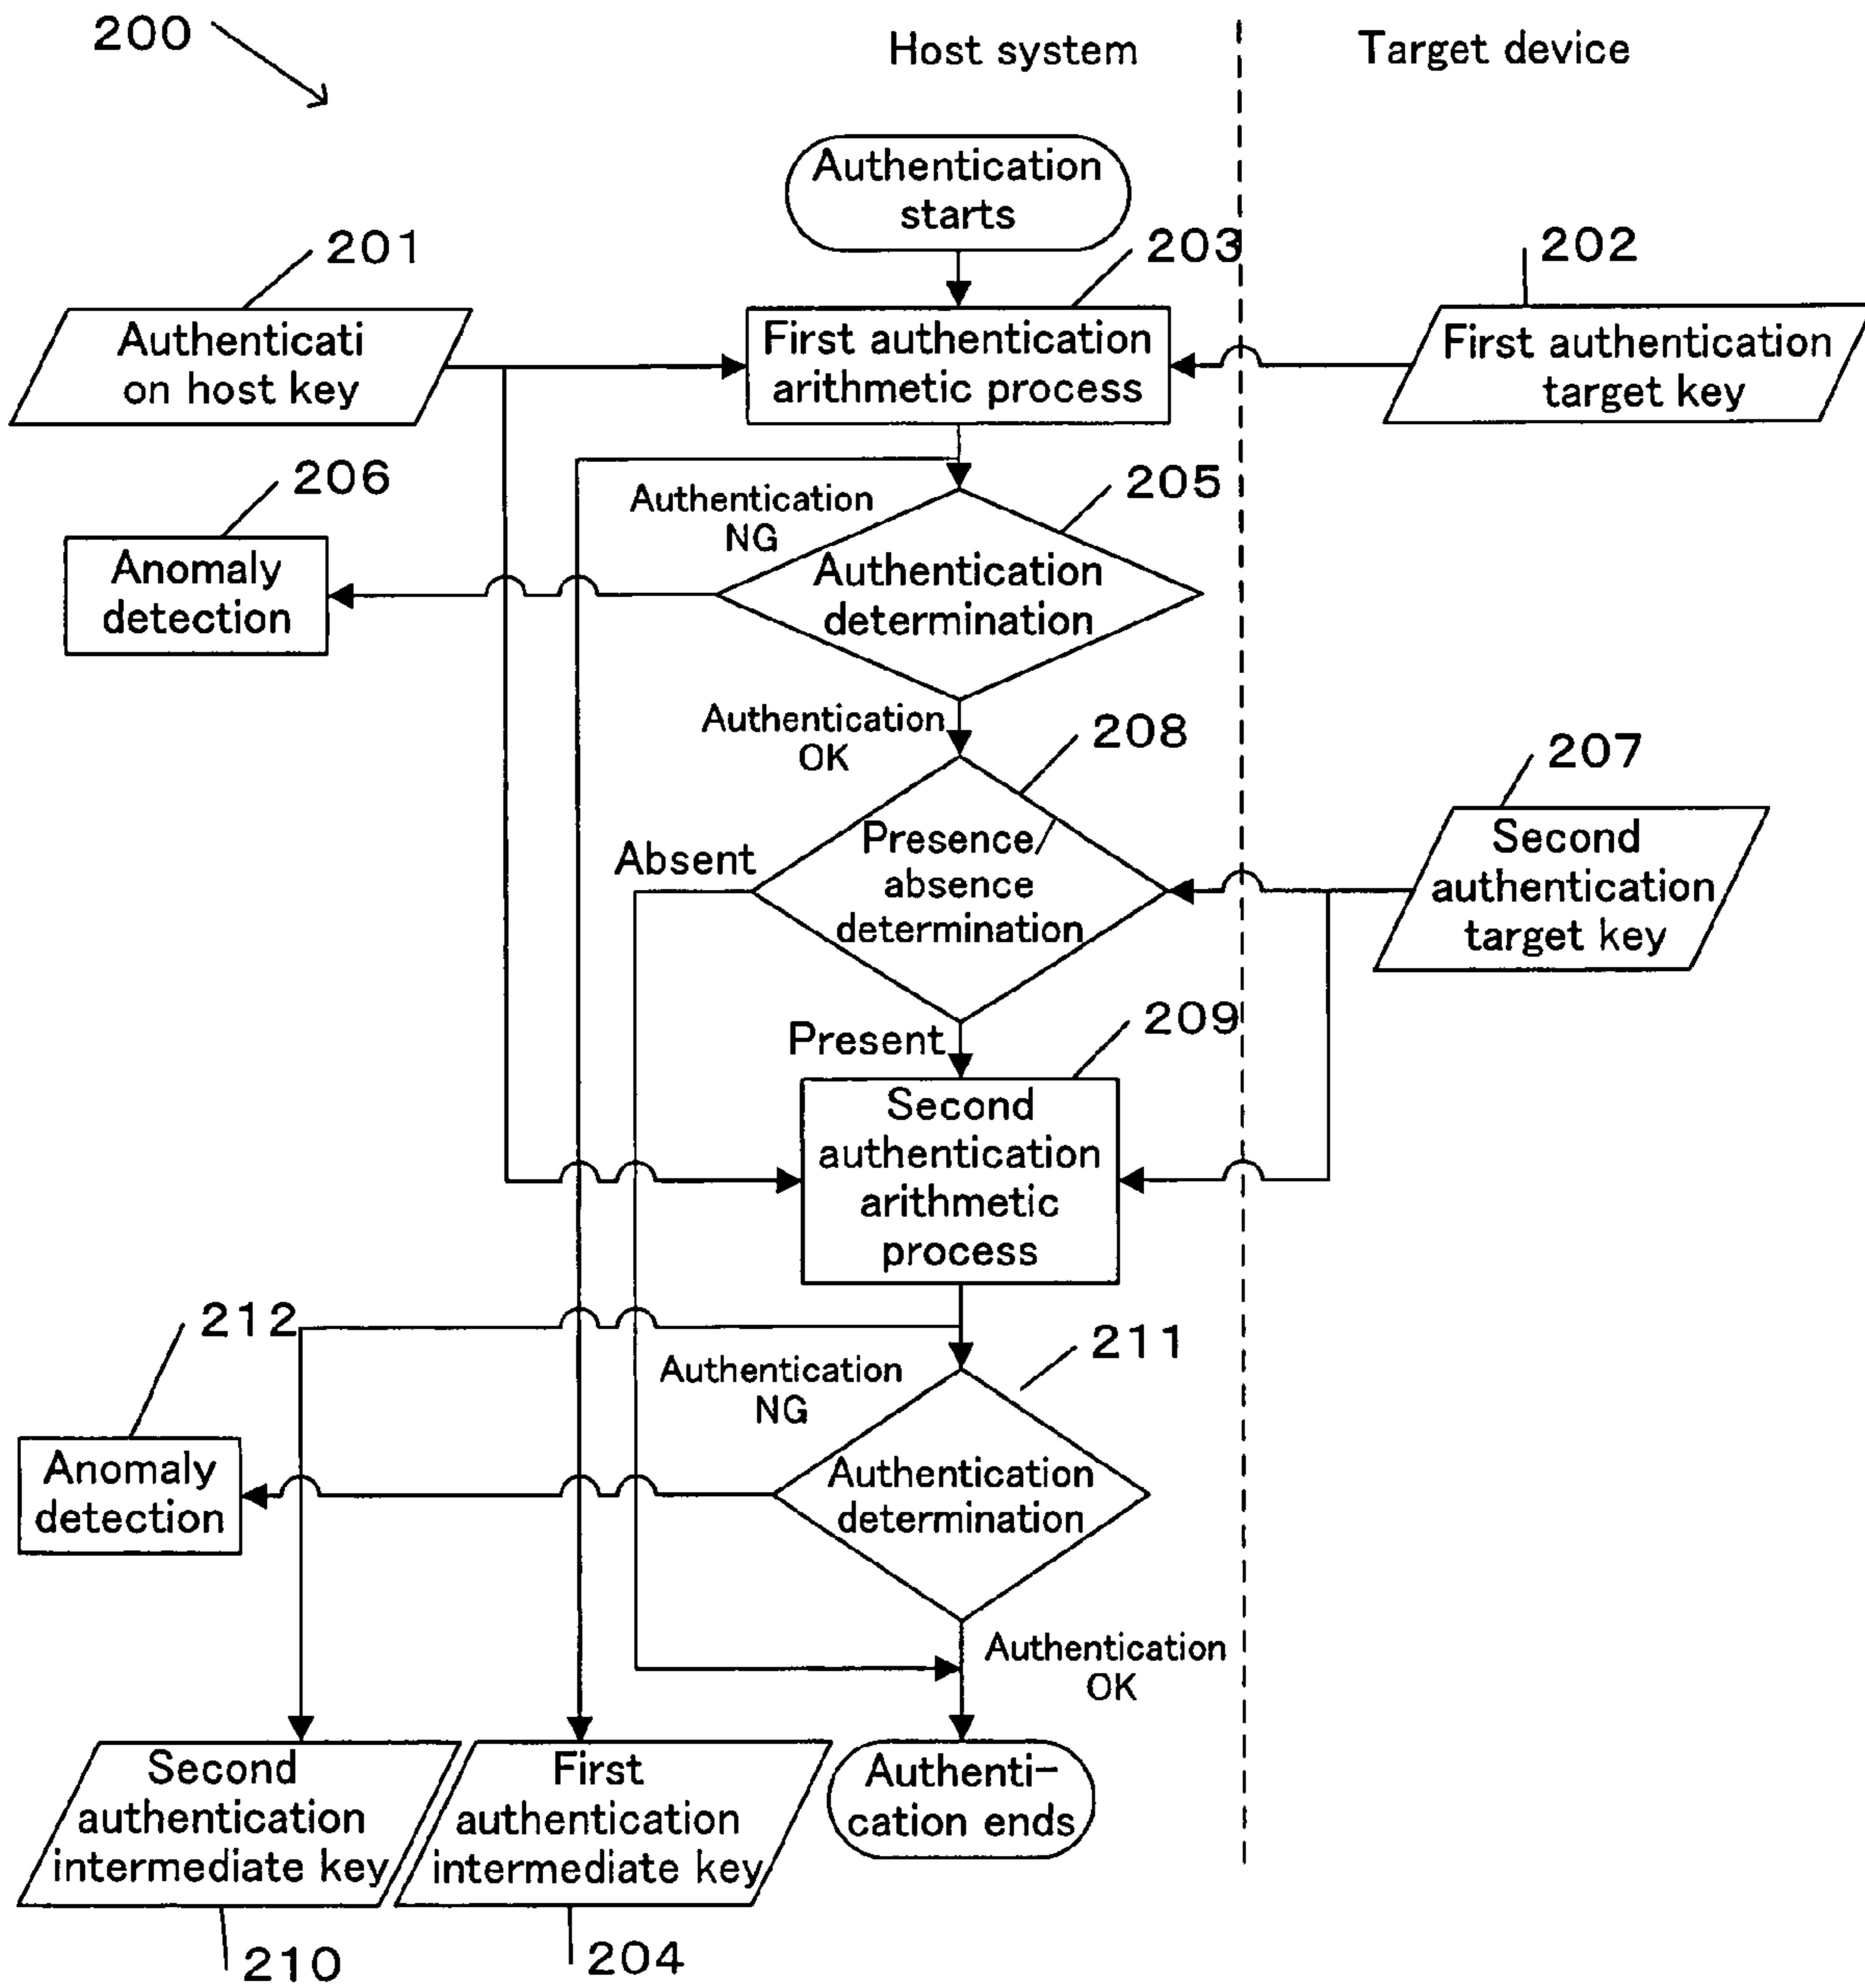 200
Host system
Target device
Authentication
starts
201
203
202
Authenticati
on host key
First authentication
arithmetic process
First authentication
target key
206
Authentication
NG
205
Anomaly
detection
Authentication
determination
Authentication
OK
208
207
Absent
Presence/
absence
determination
Second
authentication
target key
Present
209
Second
authentication
arithmetic
process
212
Authentication
NG
211
Anomaly
detection
Authentication
determination
Authentication
OK
Second
authentication
intermediate key
First
authentication
intermediate key
Authenti-
cation ends
210
204